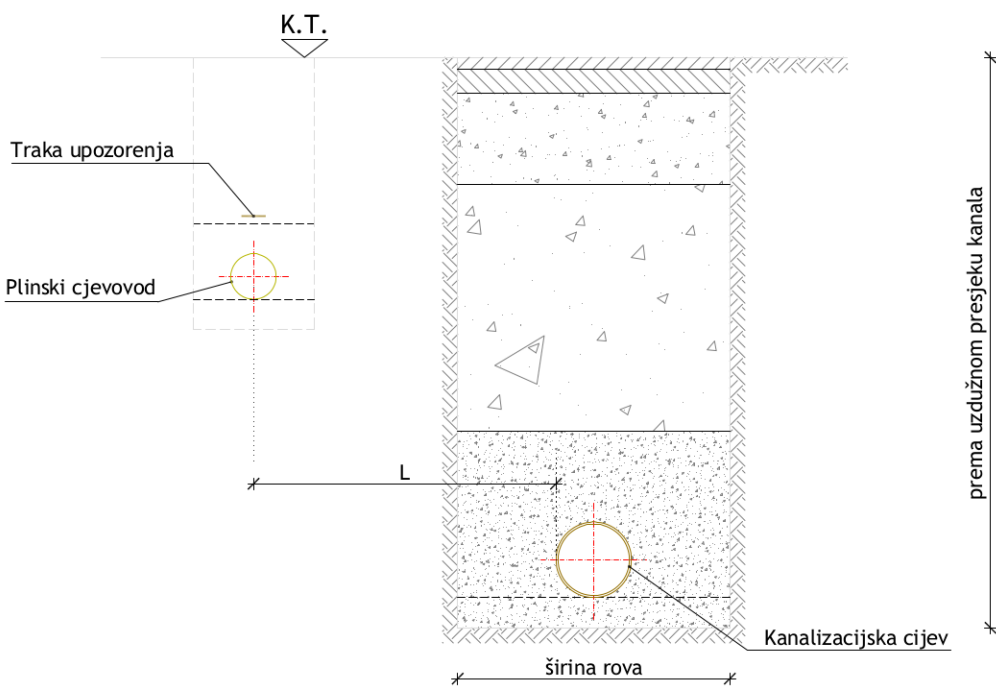 K.T.
Traka upozorenja
Plinski cjevovod
L
prema uzdužnom presjeku kanala
Kanalizacijska cijev
širina rova